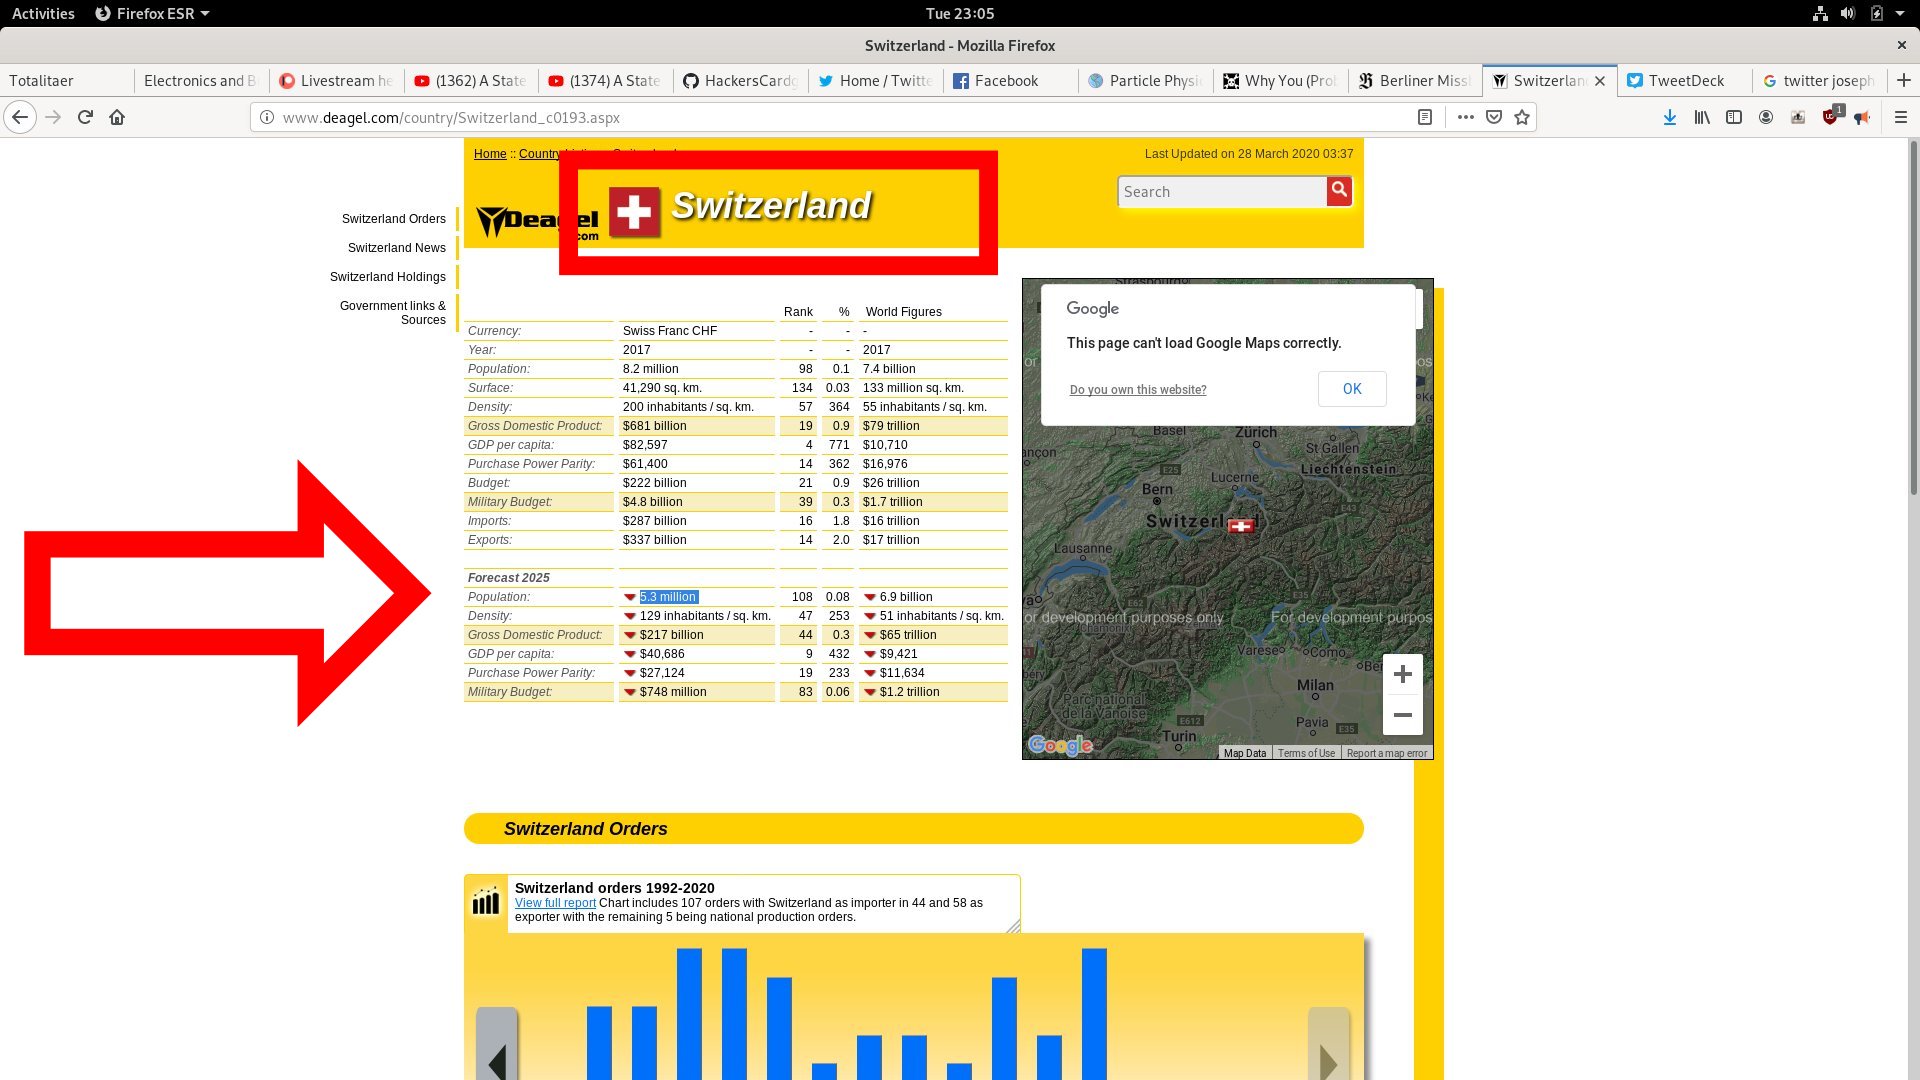 Activities Firefox ESR Tue 23:05
Switzerland - Mozilla Firefox
Totalitaer Electronics and B Livestream he (1362) A State (1374) A State HackersCardg Home / Twitte Facebook Particle Physi Why You (Prob Berliner Miss Switzerlan TweetDeck twitter joseph
www.deagel.com/country/Switzerland_c0193.aspx 1
Home :: Country Last Updated on 28 March 2020 03:37
Search
Switzerland
Deagel
.com
Switzerland Orders
Switzerland News
Switzerland Holdings
Government links &
Sources
Rank % World Figures
Currency: Swiss Franc CHF - - -
Year: 2017 - - 2017
Population: 8.2 million 98 0.1 7.4 billion
Surface: 41,290 sq. km. 134 0.03 133 million sq. km.
Density: 200 inhabitants / sq. km. 57 364 55 inhabitants / sq. km.
Gross Domestic Product: $681 billion 19 0.9 $79 trillion
GDP per capita: $82,597 4 771 $10,710
Purchase Power Parity: $61,400 14 362 $16,976
Budget: $222 billion 21 0.9 $26 trillion
Military Budget: $4.8 billion 39 0.3 $1.7 trillion
Imports: $287 billion 16 1.8 $16 trillion
Exports: $337 billion 14 2.0 $17 trillion
Forecast 2025
Population: 5.3 million 108 0.08 6.9 billion
Density: 129 inhabitants / sq. km. 47 253 51 inhabitants / sq. km.
Gross Domestic Product: $217 billion 44 0.3 $65 trillion
GDP per capita: $40,686 9 432 $9,421
Purchase Power Parity: $27,124 19 233 $11,634
Military Budget: $748 million 83 0.06 $1.2 trillion
Strasbourg
Google
This page can't load Google Maps correctly.
Do you own this website? OK
Basel Zürich
St Gallen
Liechtenstein
E25
Lucerne
Bern
E43
Switzerland
Lausanne
E62 E35
or development purposes only For development purpos
Chamonix
Varese Como
Milan
Parc national
de la Vanoise
E612 Pavia E35
Turin
Google
Map Data Terms of Use Report a map error
Switzerland Orders
Switzerland orders 1992-2020
View full report Chart includes 107 orders with Switzerland as importer in 44 and 58 as
exporter with the remaining 5 being national production orders.